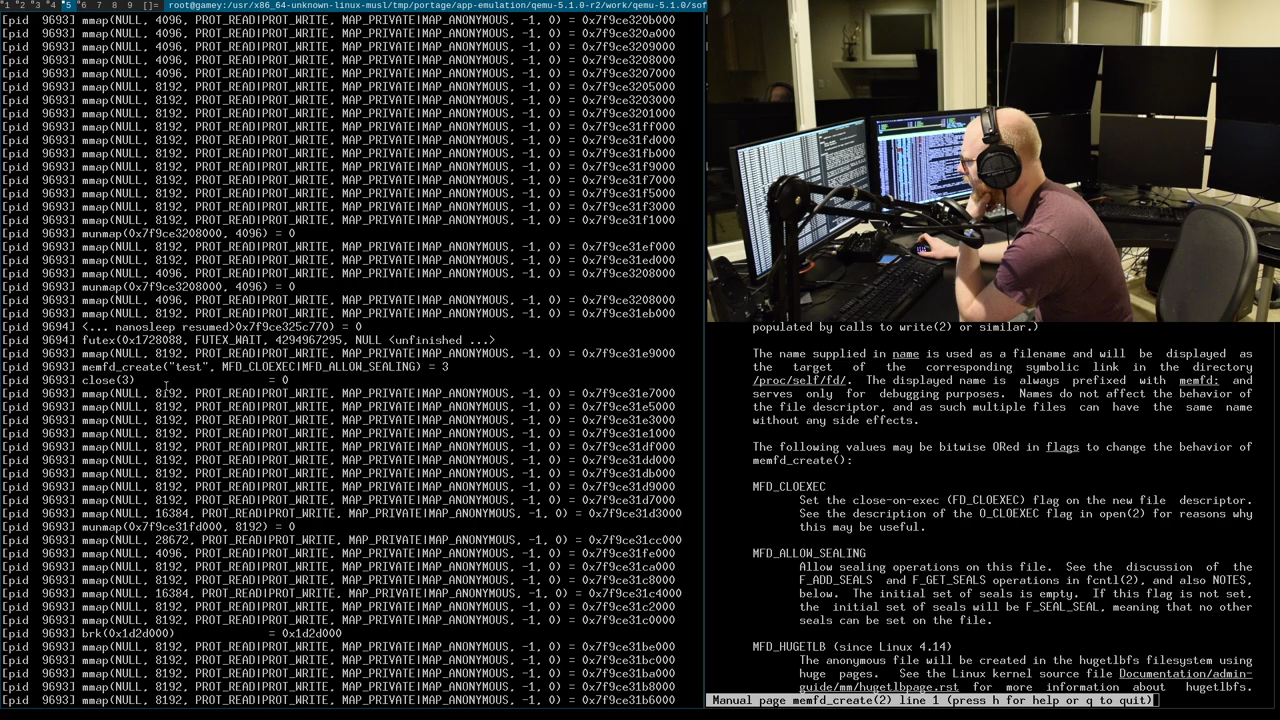 1 2 3 4 5 6 7 8 9 []= root@gamey:/usr/x86_64-unknown-linux-musl/tmp/portage/app-emulation/qemu-5.1.0-r2/work/qemu-5.1.0/sof
[pid 9693] mmap(NULL, 4096, PROT_READ|PROT_WRITE, MAP_PRIVATE|MAP_ANONYMOUS, -1, 0) = 0x7f9ce320b000
[pid 9693] mmap(NULL, 4096, PROT_READ|PROT_WRITE, MAP_PRIVATE|MAP_ANONYMOUS, -1, 0) = 0x7f9ce320a000
[pid 9693] mmap(NULL, 4096, PROT_READ|PROT_WRITE, MAP_PRIVATE|MAP_ANONYMOUS, -1, 0) = 0x7f9ce3209000
[pid 9693] mmap(NULL, 4096, PROT_READ|PROT_WRITE, MAP_PRIVATE|MAP_ANONYMOUS, -1, 0) = 0x7f9ce3208000
[pid 9693] mmap(NULL, 4096, PROT_READ|PROT_WRITE, MAP_PRIVATE|MAP_ANONYMOUS, -1, 0) = 0x7f9ce3207000
[pid 9693] mmap(NULL, 8192, PROT_READ|PROT_WRITE, MAP_PRIVATE|MAP_ANONYMOUS, -1, 0) = 0x7f9ce3205000
[pid 9693] mmap(NULL, 8192, PROT_READ|PROT_WRITE, MAP_PRIVATE|MAP_ANONYMOUS, -1, 0) = 0x7f9ce3203000
[pid 9693] mmap(NULL, 8192, PROT_READ|PROT_WRITE, MAP_PRIVATE|MAP_ANONYMOUS, -1, 0) = 0x7f9ce3201000
[pid 9693] mmap(NULL, 8192, PROT_READ|PROT_WRITE, MAP_PRIVATE|MAP_ANONYMOUS, -1, 0) = 0x7f9ce31ff000
[pid 9693] mmap(NULL, 8192, PROT_READ|PROT_WRITE, MAP_PRIVATE|MAP_ANONYMOUS, -1, 0) = 0x7f9ce31fd000
[pid 9693] mmap(NULL, 8192, PROT_READ|PROT_WRITE, MAP_PRIVATE|MAP_ANONYMOUS, -1, 0) = 0x7f9ce31fb000
[pid 9693] mmap(NULL, 8192, PROT_READ|PROT_WRITE, MAP_PRIVATE|MAP_ANONYMOUS, -1, 0) = 0x7f9ce31f9000
[pid 9693] mmap(NULL, 8192, PROT_READ|PROT_WRITE, MAP_PRIVATE|MAP_ANONYMOUS, -1, 0) = 0x7f9ce31f7000
[pid 9693] mmap(NULL, 8192, PROT_READ|PROT_WRITE, MAP_PRIVATE|MAP_ANONYMOUS, -1, 0) = 0x7f9ce31f5000
[pid 9693] mmap(NULL, 8192, PROT_READ|PROT_WRITE, MAP_PRIVATE|MAP_ANONYMOUS, -1, 0) = 0x7f9ce31f3000
[pid 9693] mmap(NULL, 8192, PROT_READ|PROT_WRITE, MAP_PRIVATE|MAP_ANONYMOUS, -1, 0) = 0x7f9ce31f1000
[pid 9693] munmap(0x7f9ce3208000, 4096) = 0
[pid 9693] mmap(NULL, 8192, PROT_READ|PROT_WRITE, MAP_PRIVATE|MAP_ANONYMOUS, -1, 0) = 0x7f9ce31ef000
[pid 9693] mmap(NULL, 8192, PROT_READ|PROT_WRITE, MAP_PRIVATE|MAP_ANONYMOUS, -1, 0) = 0x7f9ce31ed000
[pid 9693] mmap(NULL, 4096, PROT_READ|PROT_WRITE, MAP_PRIVATE|MAP_ANONYMOUS, -1, 0) = 0x7f9ce3208000
[pid 9693] munmap(0x7f9ce3208000, 4096) = 0
[pid 9693] mmap(NULL, 4096, PROT_READ|PROT_WRITE, MAP_PRIVATE|MAP_ANONYMOUS, -1, 0) = 0x7f9ce3208000
[pid 9693] mmap(NULL, 8192, PROT_READ|PROT_WRITE, MAP_PRIVATE|MAP_ANONYMOUS, -1, 0) = 0x7f9ce31eb000
[pid 9694] <... nanosleep resumed>0x7f9ce325c770) = 0
[pid 9694] futex(0x1728088, FUTEX_WAIT, 4294967295, NULL <unfinished ...>
[pid 9693] mmap(NULL, 8192, PROT_READ|PROT_WRITE, MAP_PRIVATE|MAP_ANONYMOUS, -1, 0) = 0x7f9ce31e9000
[pid 9693] memfd_create("test", MFD_CLOEXEC|MFD_ALLOW_SEALING) = 3
[pid 9693] close(3) = 0
[pid 9693] mmap(NULL, 8192, PROT_READ|PROT_WRITE, MAP_PRIVATE|MAP_ANONYMOUS, -1, 0) = 0x7f9ce31e7000
[pid 9693] mmap(NULL, 8192, PROT_READ|PROT_WRITE, MAP_PRIVATE|MAP_ANONYMOUS, -1, 0) = 0x7f9ce31e5000
[pid 9693] mmap(NULL, 8192, PROT_READ|PROT_WRITE, MAP_PRIVATE|MAP_ANONYMOUS, -1, 0) = 0x7f9ce31e3000
[pid 9693] mmap(NULL, 8192, PROT_READ|PROT_WRITE, MAP_PRIVATE|MAP_ANONYMOUS, -1, 0) = 0x7f9ce31e1000
[pid 9693] mmap(NULL, 8192, PROT_READ|PROT_WRITE, MAP_PRIVATE|MAP_ANONYMOUS, -1, 0) = 0x7f9ce31df000
[pid 9693] mmap(NULL, 8192, PROT_READ|PROT_WRITE, MAP_PRIVATE|MAP_ANONYMOUS, -1, 0) = 0x7f9ce31dd000
[pid 9693] mmap(NULL, 8192, PROT_READ|PROT_WRITE, MAP_PRIVATE|MAP_ANONYMOUS, -1, 0) = 0x7f9ce31db000
[pid 9693] mmap(NULL, 8192, PROT_READ|PROT_WRITE, MAP_PRIVATE|MAP_ANONYMOUS, -1, 0) = 0x7f9ce31d9000
[pid 9693] mmap(NULL, 8192, PROT_READ|PROT_WRITE, MAP_PRIVATE|MAP_ANONYMOUS, -1, 0) = 0x7f9ce31d7000
[pid 9693] mmap(NULL, 16384, PROT_READ|PROT_WRITE, MAP_PRIVATE|MAP_ANONYMOUS, -1, 0) = 0x7f9ce31d3000
[pid 9693] munmap(0x7f9ce31fd000, 8192) = 0
[pid 9693] mmap(NULL, 28672, PROT_READ|PROT_WRITE, MAP_PRIVATE|MAP_ANONYMOUS, -1, 0) = 0x7f9ce31cc000
[pid 9693] mmap(NULL, 4096, PROT_READ|PROT_WRITE, MAP_PRIVATE|MAP_ANONYMOUS, -1, 0) = 0x7f9ce31fe000
[pid 9693] mmap(NULL, 8192, PROT_READ|PROT_WRITE, MAP_PRIVATE|MAP_ANONYMOUS, -1, 0) = 0x7f9ce31ca000
[pid 9693] mmap(NULL, 8192, PROT_READ|PROT_WRITE, MAP_PRIVATE|MAP_ANONYMOUS, -1, 0) = 0x7f9ce31c8000
[pid 9693] mmap(NULL, 16384, PROT_READ|PROT_WRITE, MAP_PRIVATE|MAP_ANONYMOUS, -1, 0) = 0x7f9ce31c4000
[pid 9693] mmap(NULL, 8192, PROT_READ|PROT_WRITE, MAP_PRIVATE|MAP_ANONYMOUS, -1, 0) = 0x7f9ce31c2000
[pid 9693] mmap(NULL, 8192, PROT_READ|PROT_WRITE, MAP_PRIVATE|MAP_ANONYMOUS, -1, 0) = 0x7f9ce31c0000
[pid 9693] brk(0x1d2d000) = 0x1d2d000
[pid 9693] mmap(NULL, 8192, PROT_READ|PROT_WRITE, MAP_PRIVATE|MAP_ANONYMOUS, -1, 0) = 0x7f9ce31be000
[pid 9693] mmap(NULL, 8192, PROT_READ|PROT_WRITE, MAP_PRIVATE|MAP_ANONYMOUS, -1, 0) = 0x7f9ce31bc000
[pid 9693] mmap(NULL, 8192, PROT_READ|PROT_WRITE, MAP_PRIVATE|MAP_ANONYMOUS, -1, 0) = 0x7f9ce31ba000
[pid 9693] mmap(NULL, 8192, PROT_READ|PROT_WRITE, MAP_PRIVATE|MAP_ANONYMOUS, -1, 0) = 0x7f9ce31b8000
[pid 9693] mmap(NULL, 8192, PROT_READ|PROT_WRITE, MAP_PRIVATE|MAP_ANONYMOUS, -1, 0) = 0x7f9ce31b6000
populated by calls to write(2) or similar.)
The name supplied in name is used as a filename and will be displayed as
the target of the corresponding symbolic link in the directory
/proc/self/fd/. The displayed name is always prefixed with memfd: and
serves only for debugging purposes. Names do not affect the behavior of
the file descriptor, and as such multiple files can have the same name
without any side effects.
The following values may be bitwise ORed in flags to change the behavior of
memfd_create():
MFD_CLOEXEC
Set the close-on-exec (FD_CLOEXEC) flag on the new file descriptor.
See the description of the O_CLOEXEC flag in open(2) for reasons why
this may be useful.
MFD_ALLOW_SEALING
Allow sealing operations on this file. See the discussion of the
F_ADD_SEALS and F_GET_SEALS operations in fcntl(2), and also NOTES,
below. The initial set of seals is empty. If this flag is not set,
the initial set of seals will be F_SEAL_SEAL, meaning that no other
seals can be set on the file.
MFD_HUGETLB (since Linux 4.14)
The anonymous file will be created in the hugetlbfs filesystem using
huge pages. See the Linux kernel source file Documentation/admin-
guide/mm/hugetlbpage.rst for more information about hugetlbfs.
Manual page memfd_create(2) line 1 (press h for help or q to quit)